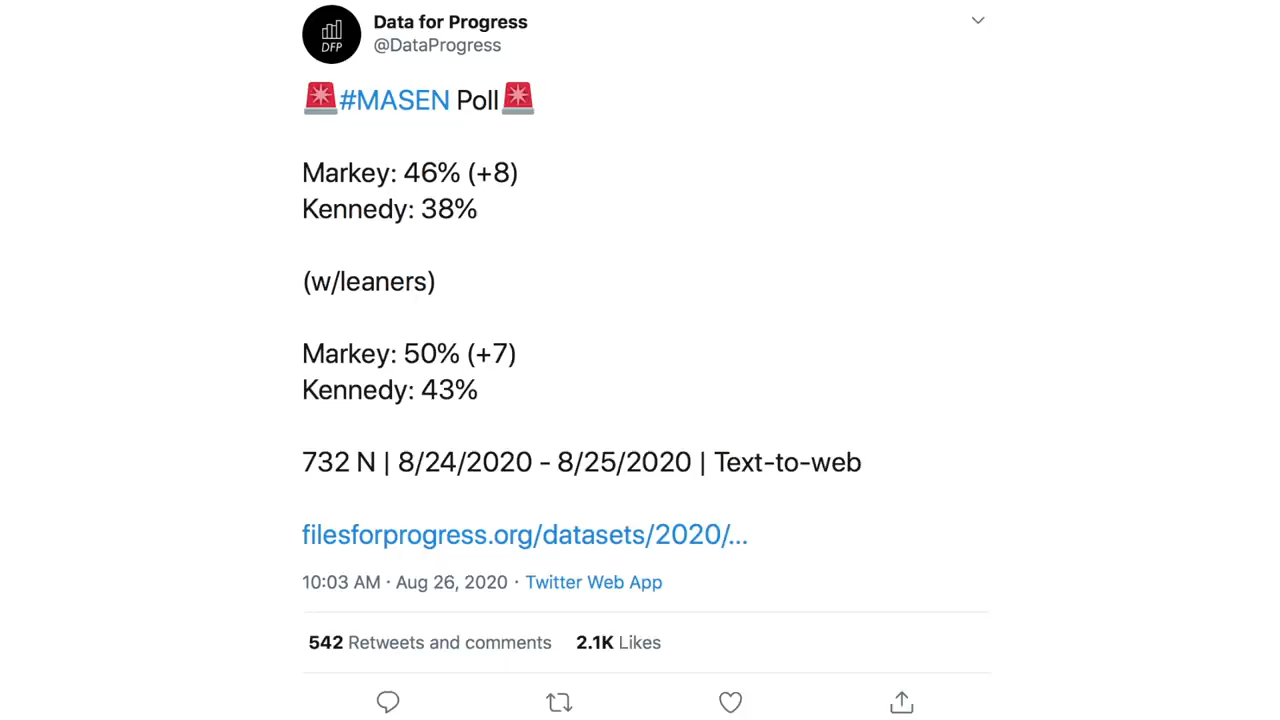 DFP
Data for Progress
@DataProgress
🚨#MASEN Poll🚨
Markey: 46% (+8)
Kennedy: 38%
(w/leaners)
Markey: 50% (+7)
Kennedy: 43%
732 N | 8/24/2020 - 8/25/2020 | Text-to-web
filesforprogress.org/datasets/2020/...
10:03 AM · Aug 26, 2020 · Twitter Web App
542 Retweets and comments 2.1K Likes